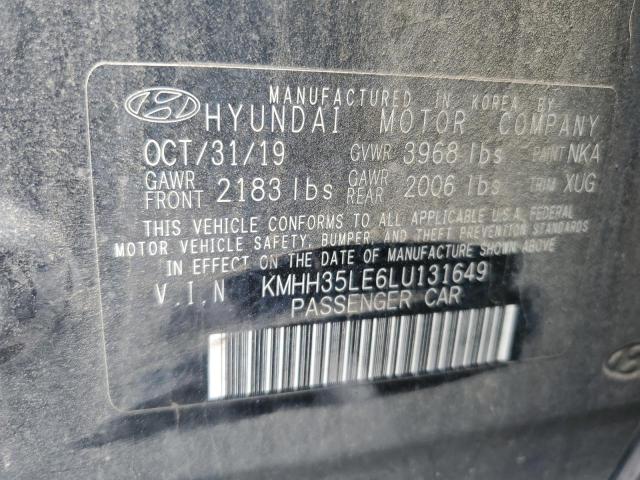 MANUFACTURED IN KOREA BY
HYUNDAI MOTOR COMPANY
OCT/31/19 GVWR 3968 lbs PAINT NKA
GAWR FRONT 2183 lbs GAWR REAR 2006 lbs TRIM XUG
THIS VEHICLE CONFORMS TO ALL APPLICABLE U.S.A. FEDERAL
MOTOR VEHICLE SAFETY, BUMPER, AND THEFT PREVENTION STANDARDS
IN EFFECT ON THE DATE OF MANUFACTURE SHOWN ABOVE
V.I.N KMHH35LE6LU131649
PASSENGER CAR